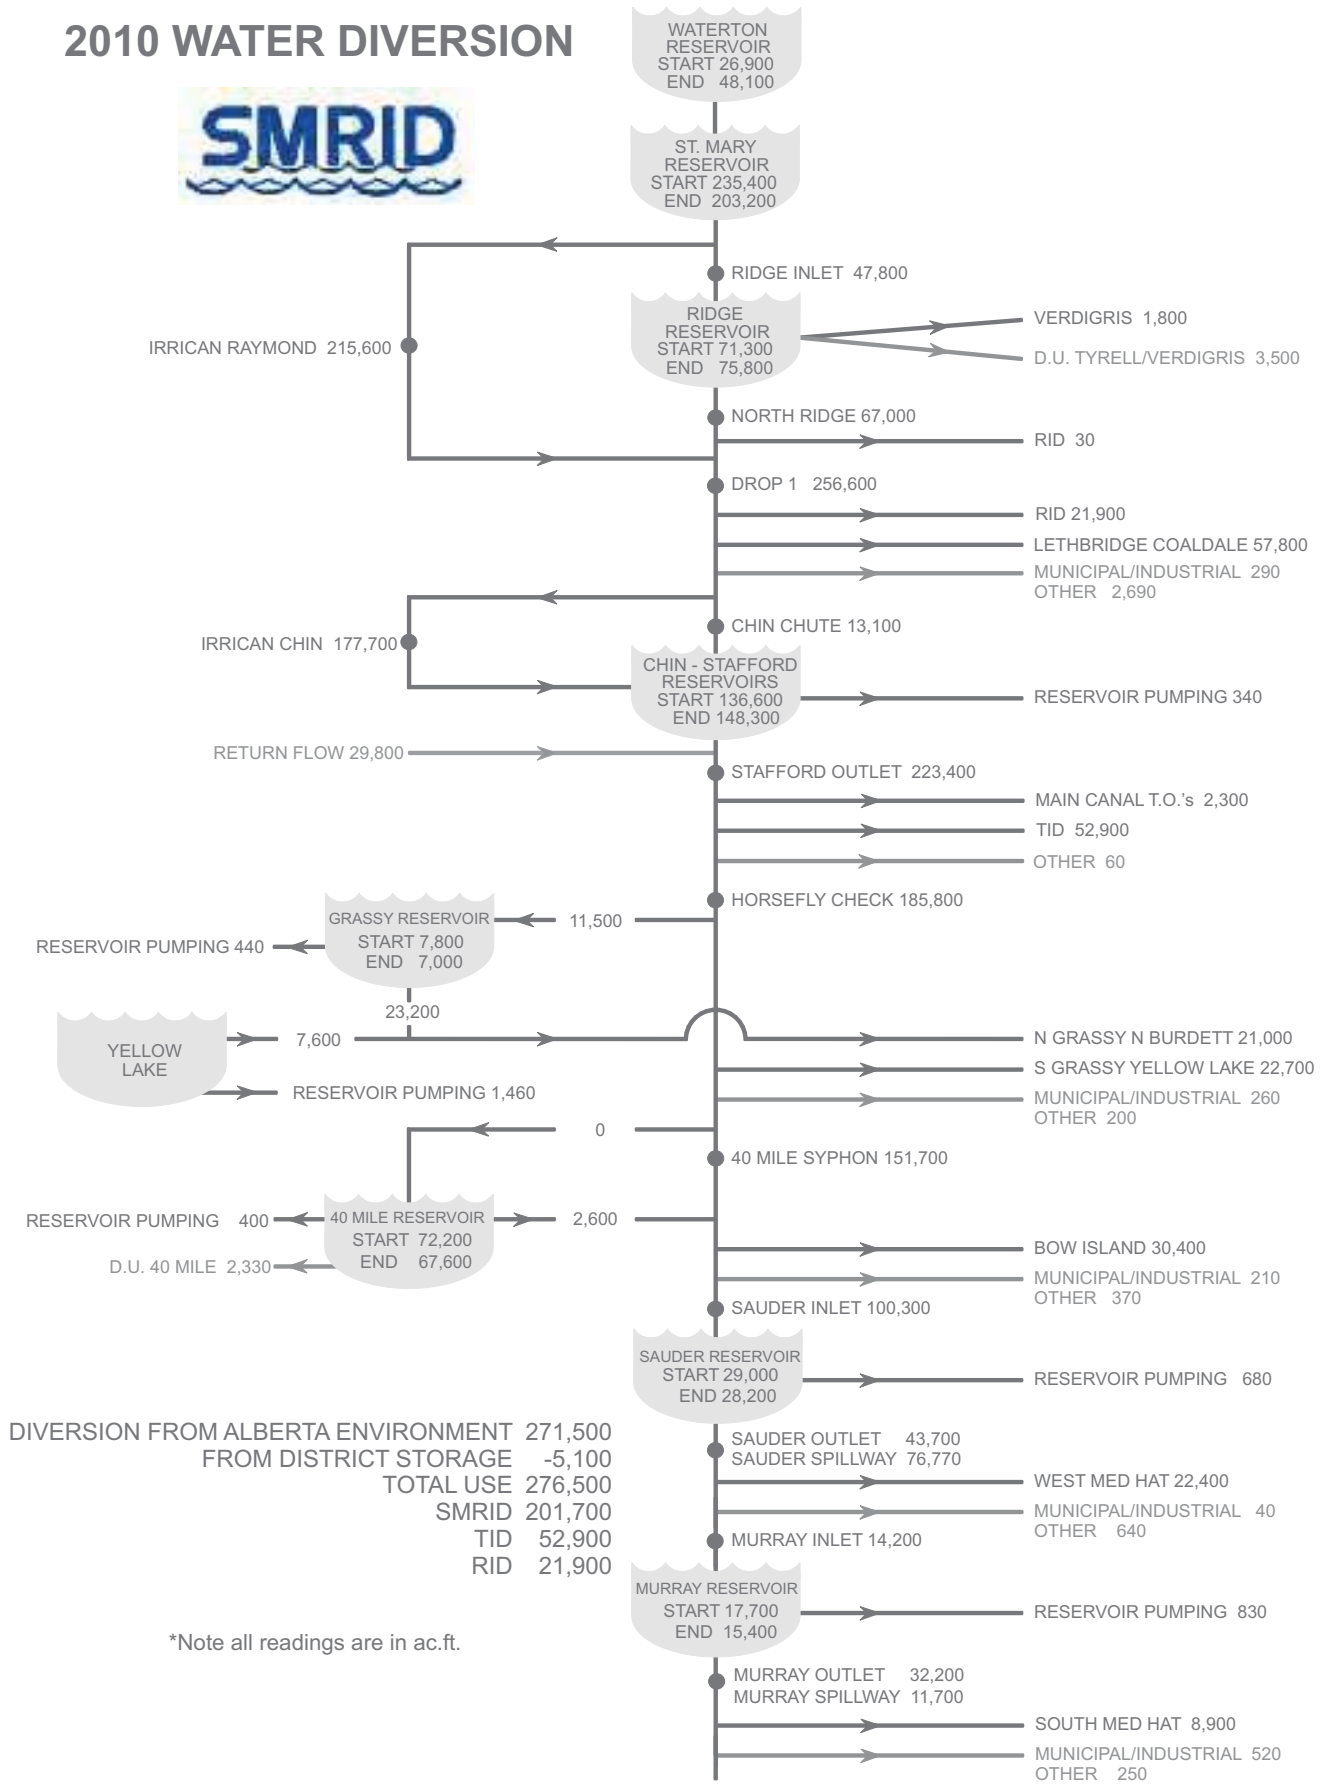 2010 WATER DIVERSION
SMRID
WATERTON
RESERVOIR
START 26,900
END 48,100
ST. MARY
RESERVOIR
START 235,400
END 203,200
RIDGE INLET 47,800
RIDGE
RESERVOIR
START 71,300
END 75,800
VERDIGRIS 1,800
D.U. TYRELL/VERDIGRIS 3,500
IRRICAN RAYMOND 215,600
NORTH RIDGE 67,000
RID 30
DROP 1 256,600
RID 21,900
LETHBRIDGE COALDALE 57,800
MUNICIPAL/INDUSTRIAL 290
OTHER 2,690
CHIN CHUTE 13,100
IRRICAN CHIN 177,700
CHIN - STAFFORD
RESERVOIRS
START 136,600
END 148,300
RESERVOIR PUMPING 340
RETURN FLOW 29,800
STAFFORD OUTLET 223,400
MAIN CANAL T.O.'s 2,300
TID 52,900
OTHER 60
HORSEFLY CHECK 185,800
11,500
GRASSY RESERVOIR
START 7,800
END 7,000
RESERVOIR PUMPING 440
23,200
YELLOW
LAKE
7,600
RESERVOIR PUMPING 1,460
N GRASSY N BURDETT 21,000
S GRASSY YELLOW LAKE 22,700
MUNICIPAL/INDUSTRIAL 260
OTHER 200
0
40 MILE SYPHON 151,700
RESERVOIR PUMPING 400
40 MILE RESERVOIR
START 72,200
END 67,600
2,600
D.U. 40 MILE 2,330
BOW ISLAND 30,400
MUNICIPAL/INDUSTRIAL 210
OTHER 370
SAUDER INLET 100,300
SAUDER RESERVOIR
START 29,000
END 28,200
RESERVOIR PUMPING 680
DIVERSION FROM ALBERTA ENVIRONMENT 271,500
FROM DISTRICT STORAGE -5,100
TOTAL USE 276,500
SMRID 201,700
TID 52,900
RID 21,900
SAUDER OUTLET 43,700
SAUDER SPILLWAY 76,770
WEST MED HAT 22,400
MUNICIPAL/INDUSTRIAL 40
OTHER 640
MURRAY INLET 14,200
MURRAY RESERVOIR
START 17,700
END 15,400
RESERVOIR PUMPING 830
*Note all readings are in ac.ft.
MURRAY OUTLET 32,200
MURRAY SPILLWAY 11,700
SOUTH MED HAT 8,900
MUNICIPAL/INDUSTRIAL 520
OTHER 250